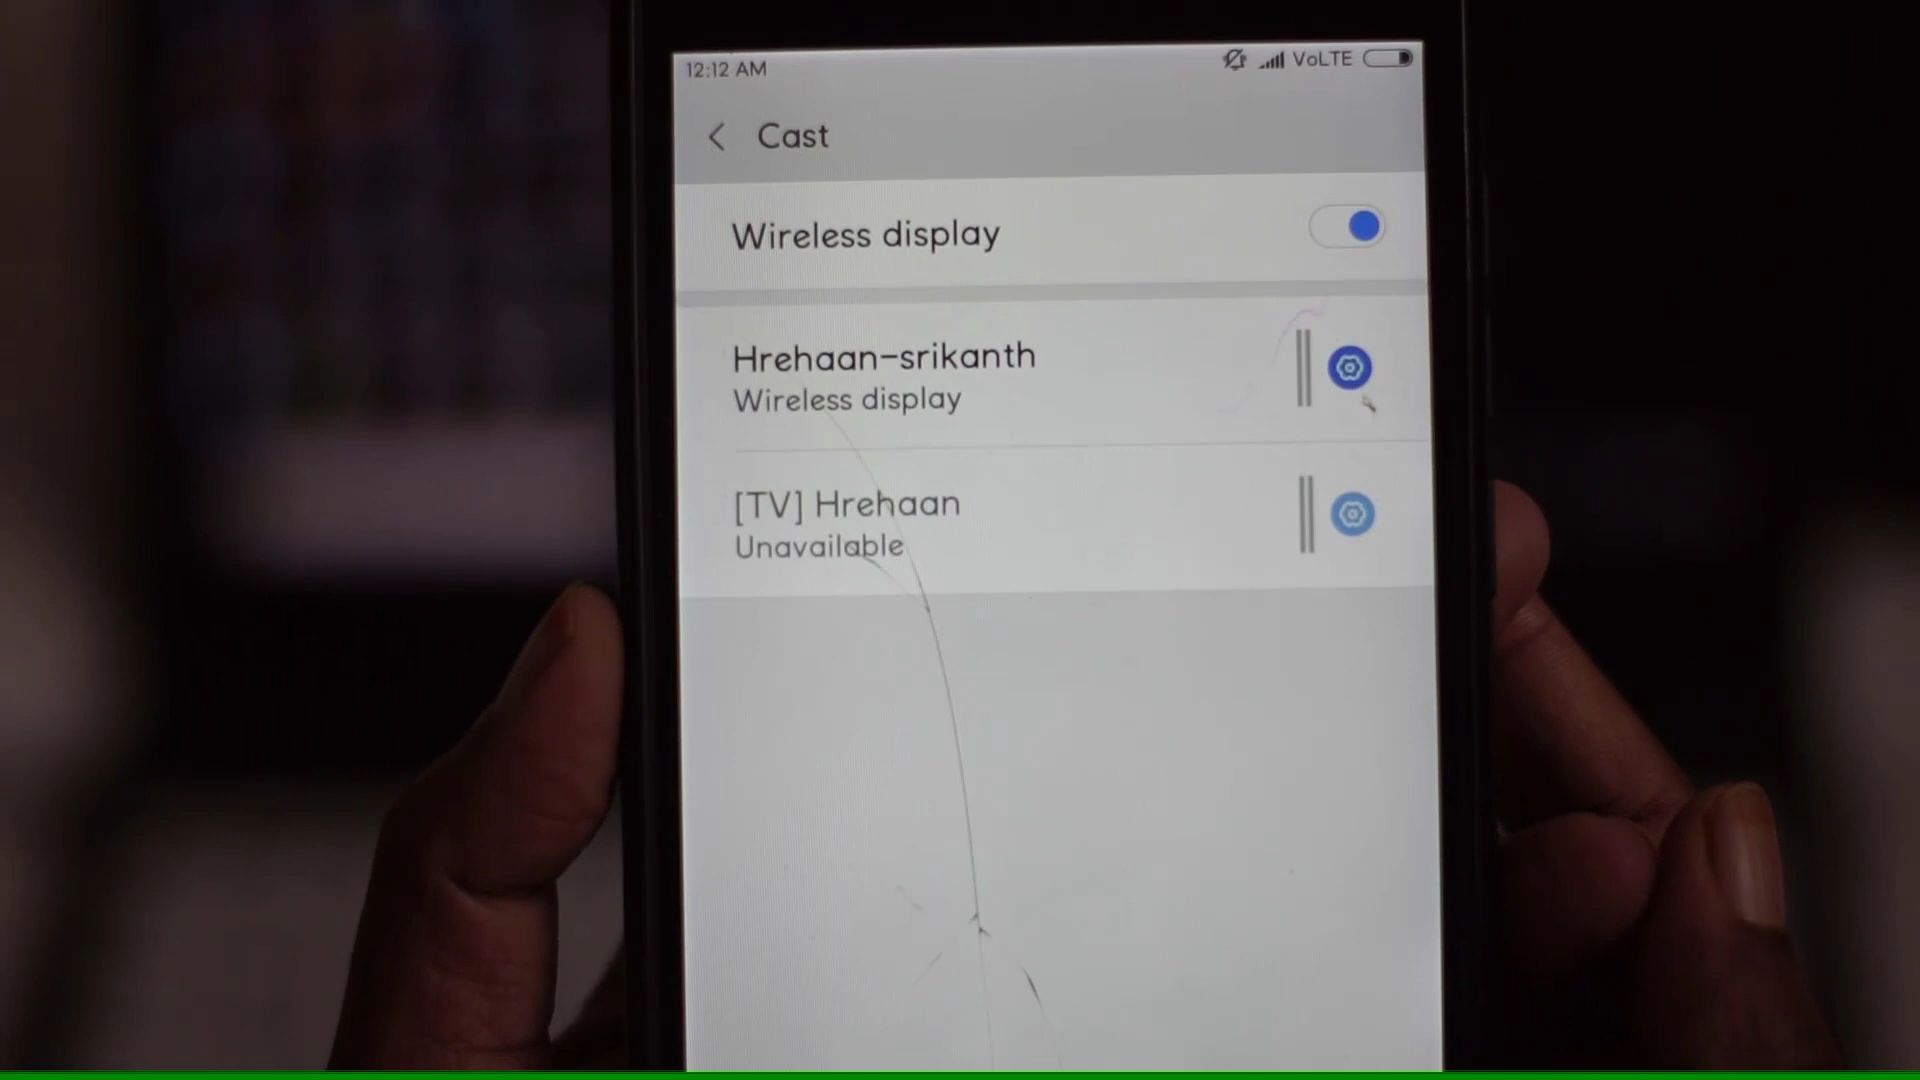 12:12 AM VoLTE
Cast
Wireless display
Hrehaan-srikanth
Wireless display
[TV] Hrehaan
Unavailable